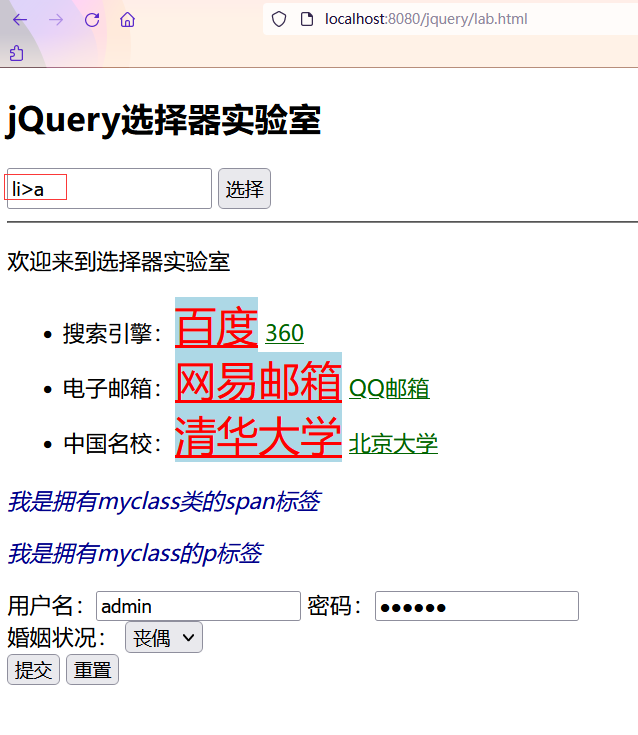 localhost:8080/jquery/lab.html
jQuery选择器实验室
li>a 选择
欢迎来到选择器实验室
• 搜索引擎：百度 360
• 电子邮箱：网易邮箱 QQ邮箱
• 中国名校：清华大学 北京大学
我是拥有myclass类的span标签
我是拥有myclass的p标签
用户名：admin 密码：●●●●●●
婚姻状况： 丧偶
提交 重置